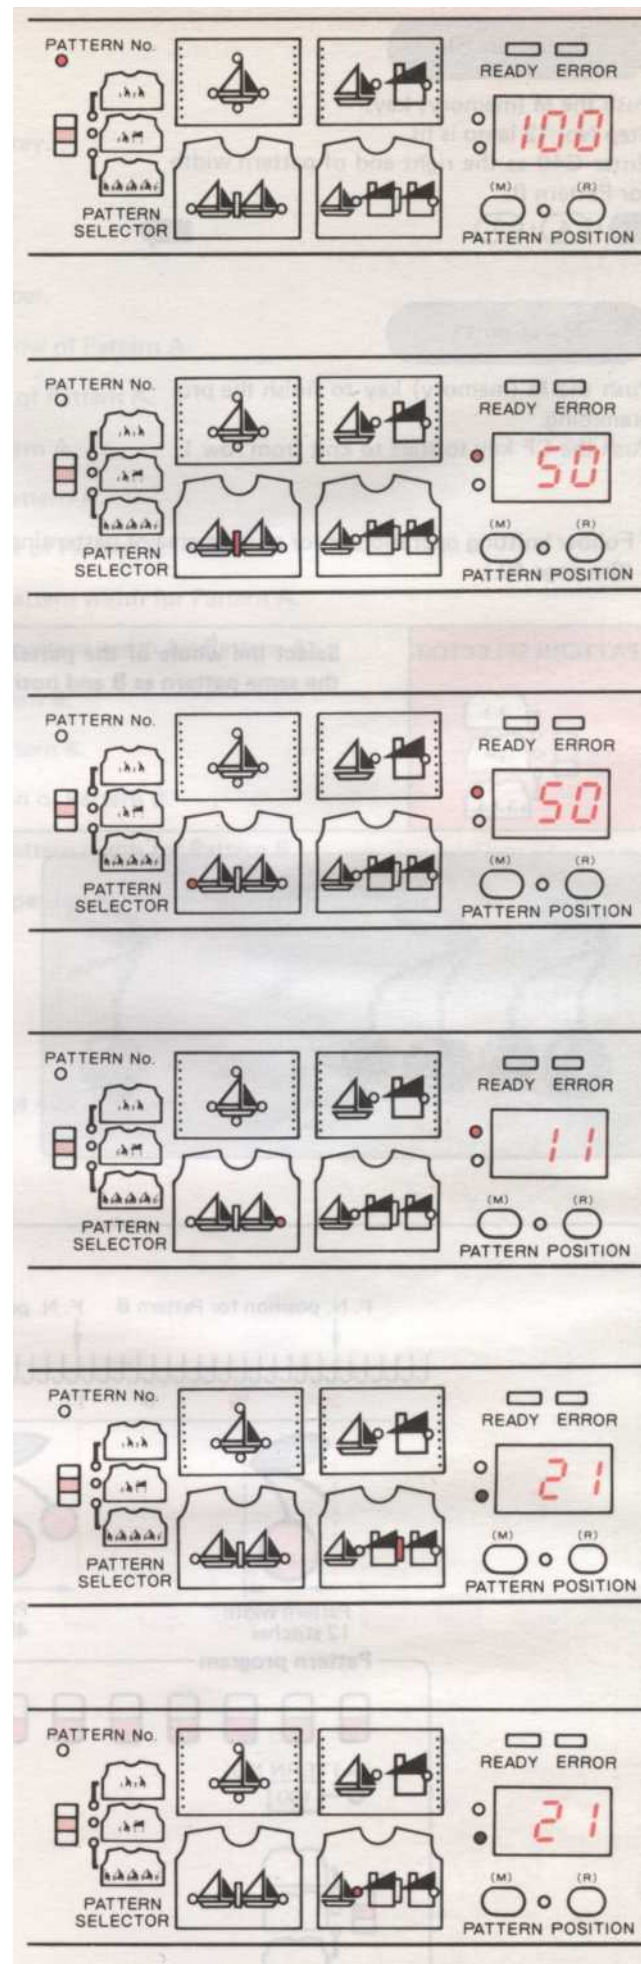 PATTERN No.
READY ERROR
100
(M) (R)
PATTERN
SELECTOR
PATTERN POSITION
PATTERN No.
READY ERROR
50
(M) (R)
PATTERN
SELECTOR
PATTERN POSITION
PATTERN No.
READY ERROR
50
(M) (R)
PATTERN
SELECTOR
PATTERN POSITION
PATTERN No.
READY ERROR
11
(M) (R)
PATTERN
SELECTOR
PATTERN POSITION
PATTERN No.
READY ERROR
21
(M) (R)
PATTERN
SELECTOR
PATTERN POSITION
PATTERN No.
READY ERROR
21
(M) (R)
PATTERN
SELECTOR
PATTERN POSITION